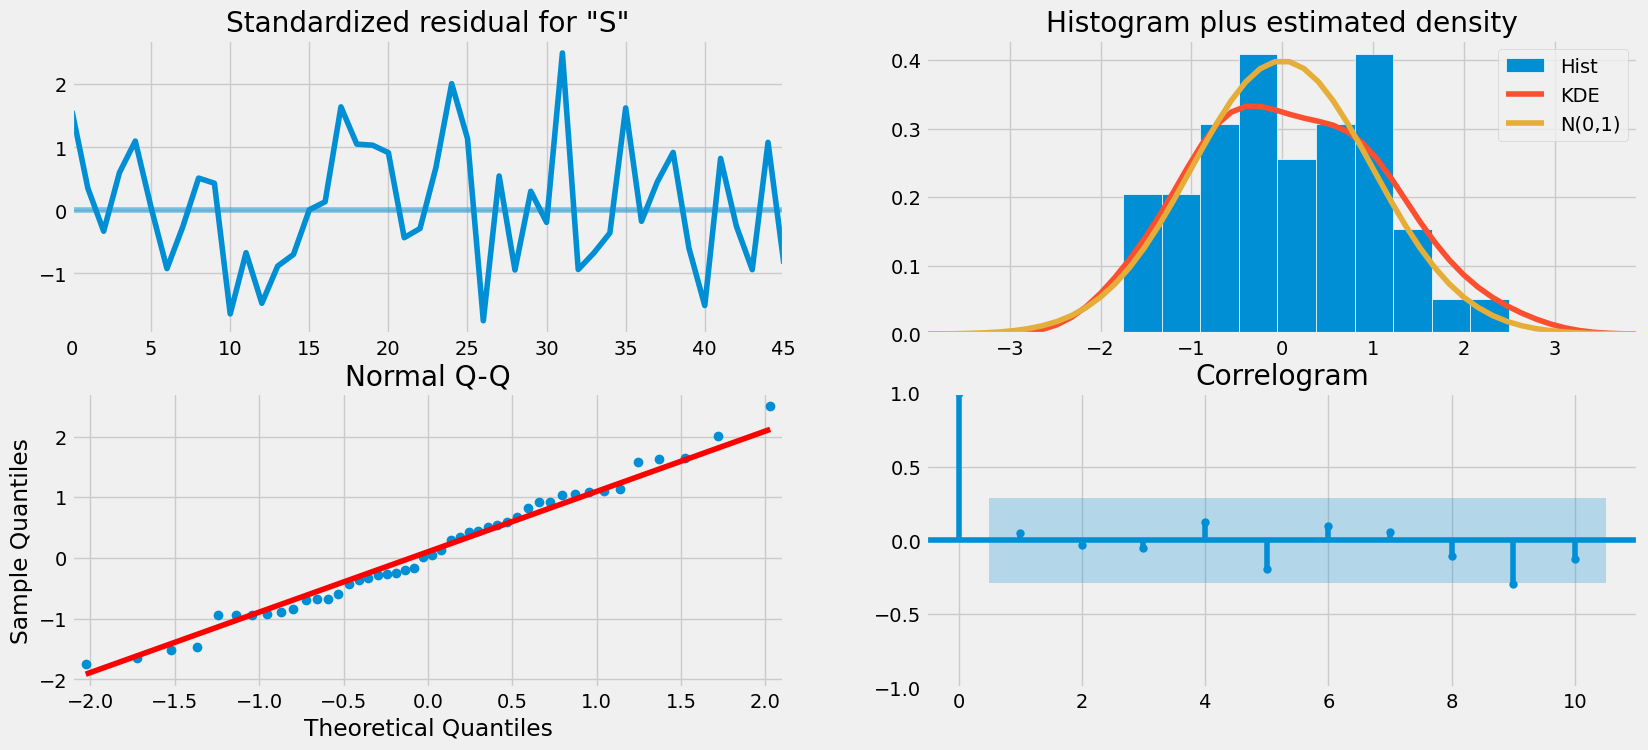 Standardized residual for "S"
2
1
0
−1
0 5 10 15 20 25 30 35 40 45
Histogram plus estimated density
0.4
0.3
0.2
0.1
0.0
−3 −2 −1 0 1 2 3
Hist
KDE
N(0,1)
Normal Q-Q
Sample Quantiles
2
1
0
−1
−2
−2.0 −1.5 −1.0 −0.5 0.0 0.5 1.0 1.5 2.0
Theoretical Quantiles
Correlogram
1.0
0.5
0.0
−0.5
−1.0
0 2 4 6 8 10